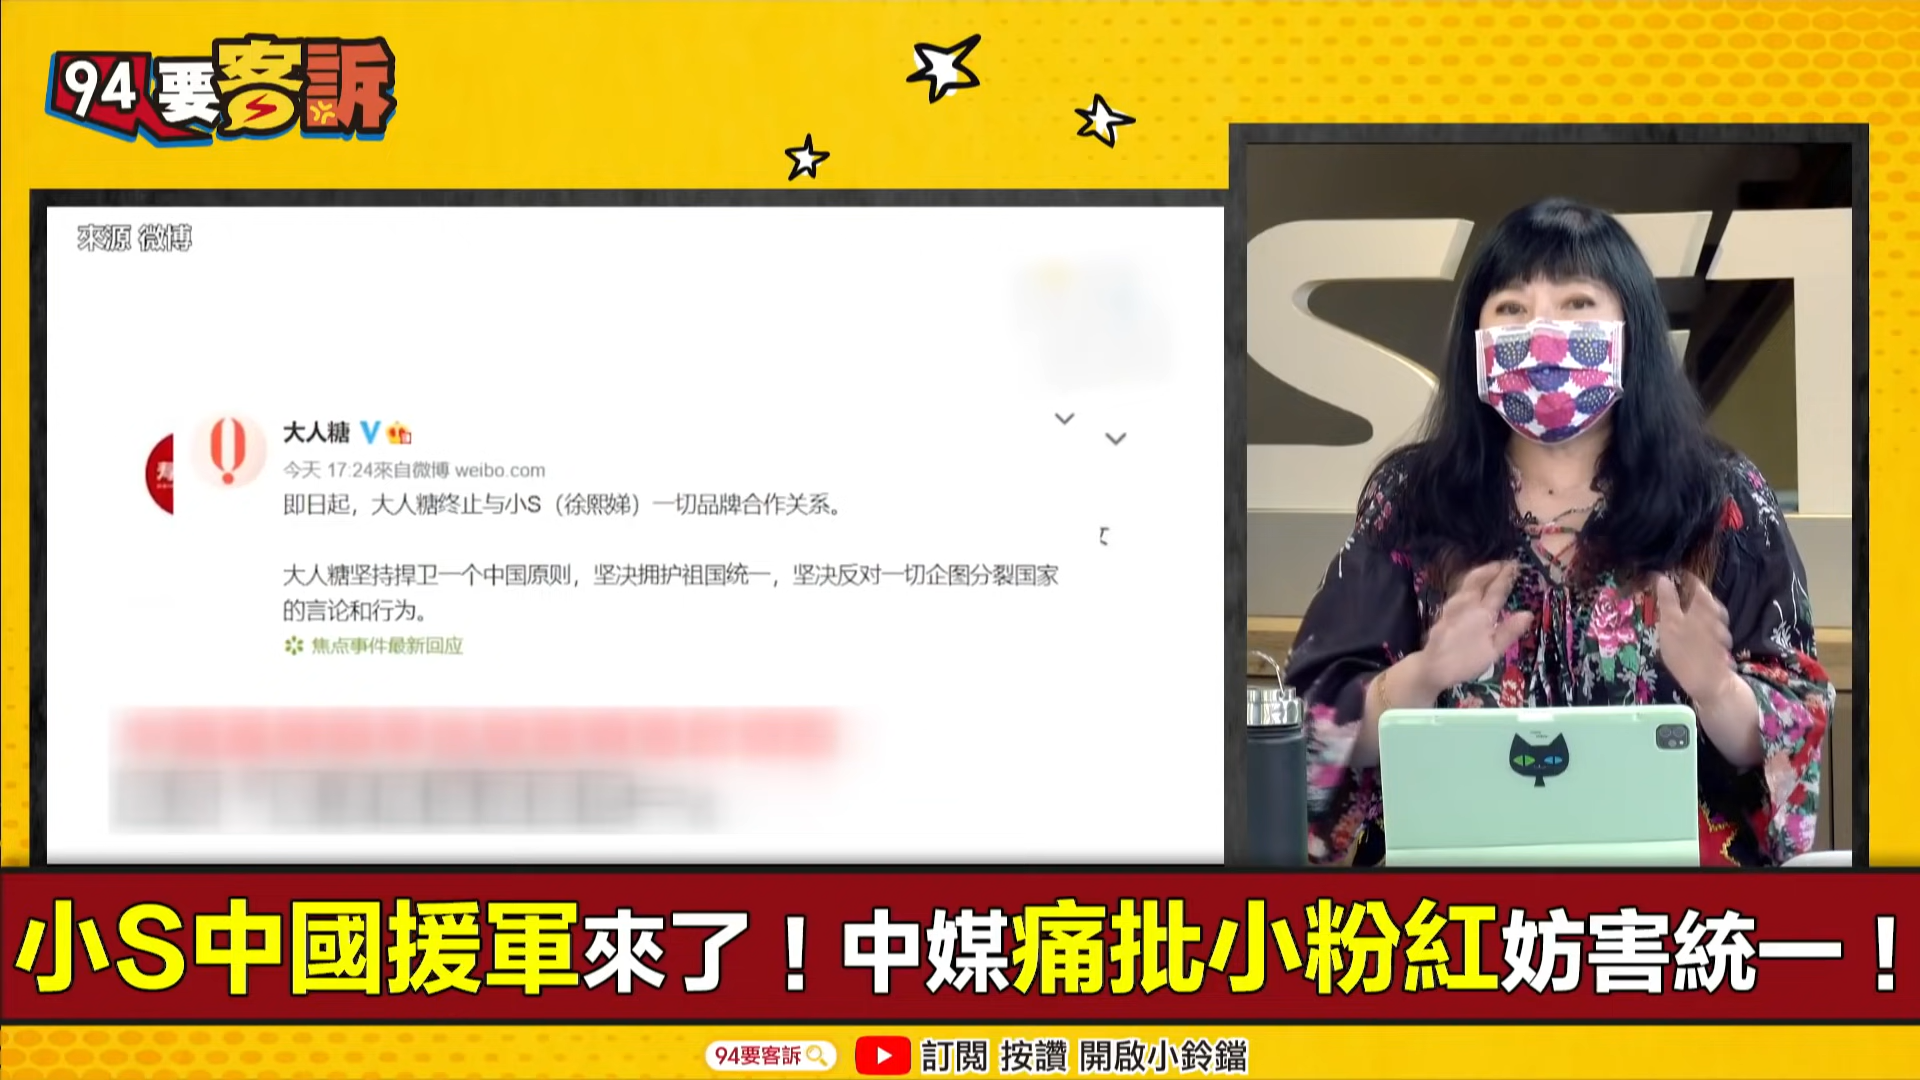 94要客訴
來源 微博
大人糖 V
今天 17:24來自微博 weibo.com
即日起，大人糖终止与小S（徐熙娣）一切品牌合作关系。
大人糖坚持捍卫一个中国原则，坚决拥护祖国统一，坚决反对一切企图分裂国家
的言论和行为。
焦点事件最新回应
SET
小S中國援軍來了！中媒痛批小粉紅妨害統一！
94要客訴
訂閱 按讚 開啟小鈴鐺